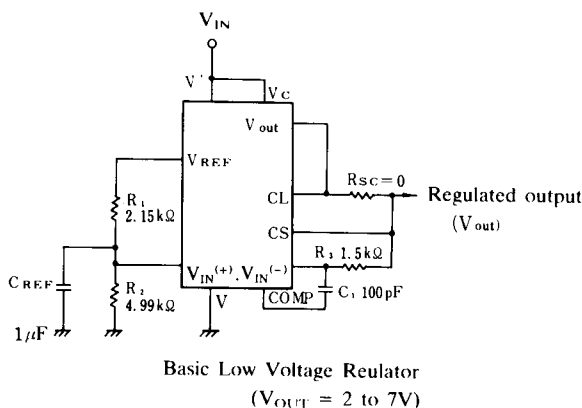 VIN
V+ VC
Vout
VREF
R1
2.15kΩ
CL
RSC=0
Regulated output
(Vout)
CS
R3 1.5kΩ
CREF
1μF
R2
4.99kΩ
VIN(+) . VIN(-)
V
COMP
C1 100pF
Basic Low Voltage Reulator
(VOUT = 2 to 7V)